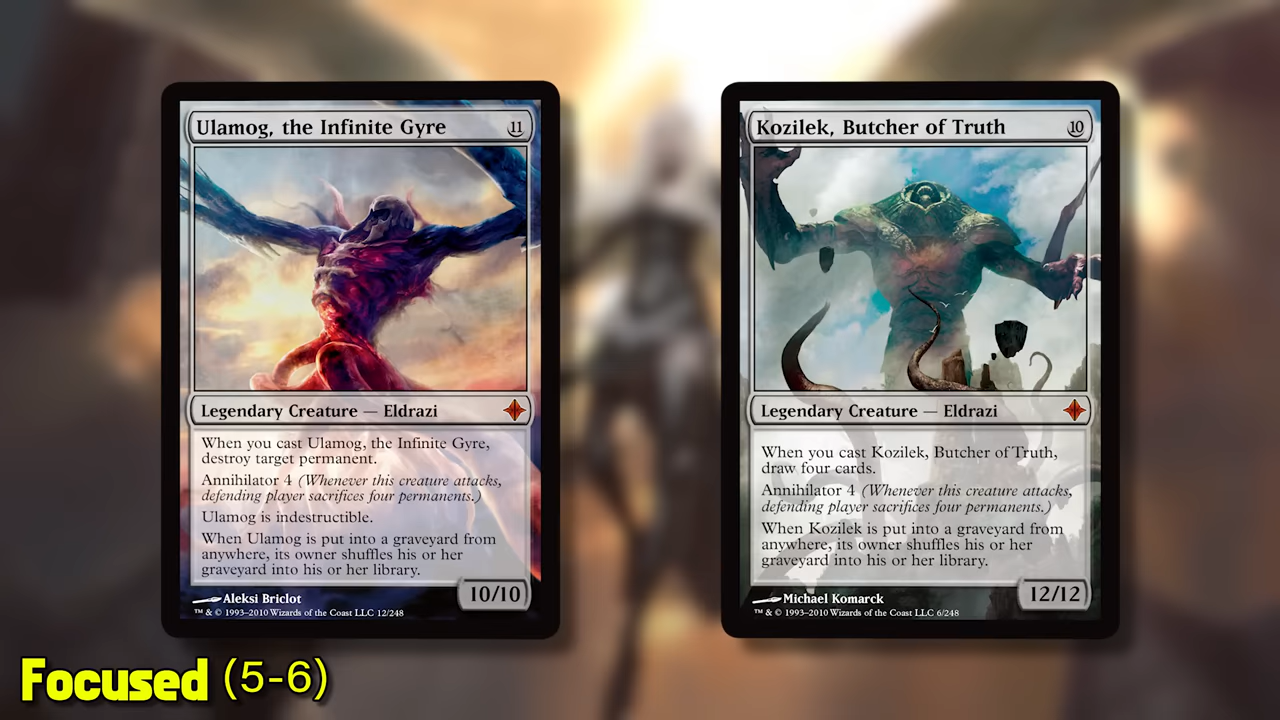 Ulamog, the Infinite Gyre 11
Legendary Creature — Eldrazi
When you cast Ulamog, the Infinite Gyre,
destroy target permanent.
Annihilator 4 (Whenever this creature attacks,
defending player sacrifices four permanents.)
Ulamog is indestructible.
When Ulamog is put into a graveyard from
anywhere, its owner shuffles his or her
graveyard into his or her library.
10/10
Aleksi Briclot
™ & © 1993–2010 Wizards of the Coast LLC 12/248
Kozilek, Butcher of Truth 10
Legendary Creature — Eldrazi
When you cast Kozilek, Butcher of Truth,
draw four cards.
Annihilator 4 (Whenever this creature attacks,
defending player sacrifices four permanents.)
When Kozilek is put into a graveyard from
anywhere, its owner shuffles his or her
graveyard into his or her library.
12/12
Michael Komarck
™ & © 1993–2010 Wizards of the Coast LLC 6/248
Focused (5-6)